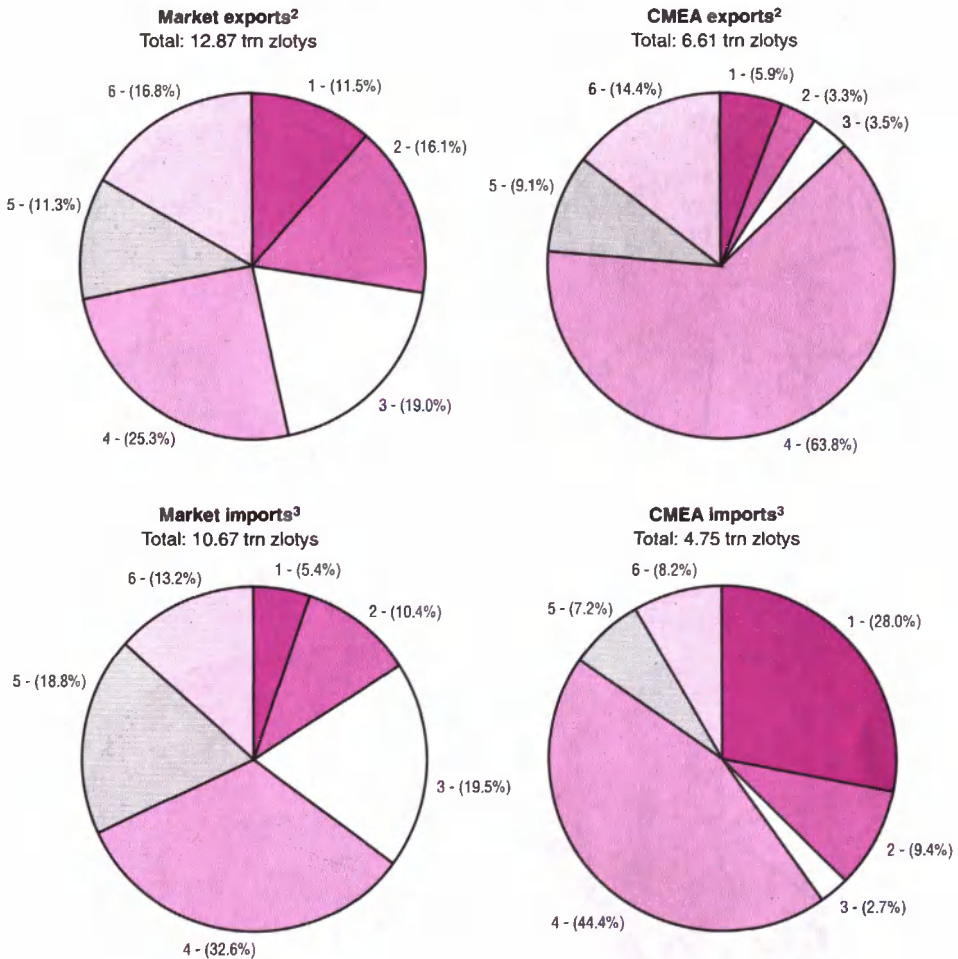 Market exports²
Total: 12.87 trn zlotys
6 - (16.8%)
1 - (11.5%)
2 - (16.1%)
5 - (11.3%)
3 - (19.0%)
4 - (25.3%)
CMEA exports²
Total: 6.61 trn zlotys
1 - (5.9%)
6 - (14.4%)
2 - (3.3%)
3 - (3.5%)
5 - (9.1%)
4 - (63.8%)
Market imports³
Total: 10.67 trn zlotys
6 - (13.2%)
1 - (5.4%)
2 - (10.4%)
5 - (18.8%)
3 - (19.5%)
4 - (32.6%)
CMEA imports³
Total: 4.75 trn zlotys
6 - (8.2%)
5 - (7.2%)
1 - (28.0%)
2 - (9.4%)
3 - (2.7%)
4 - (44.4%)